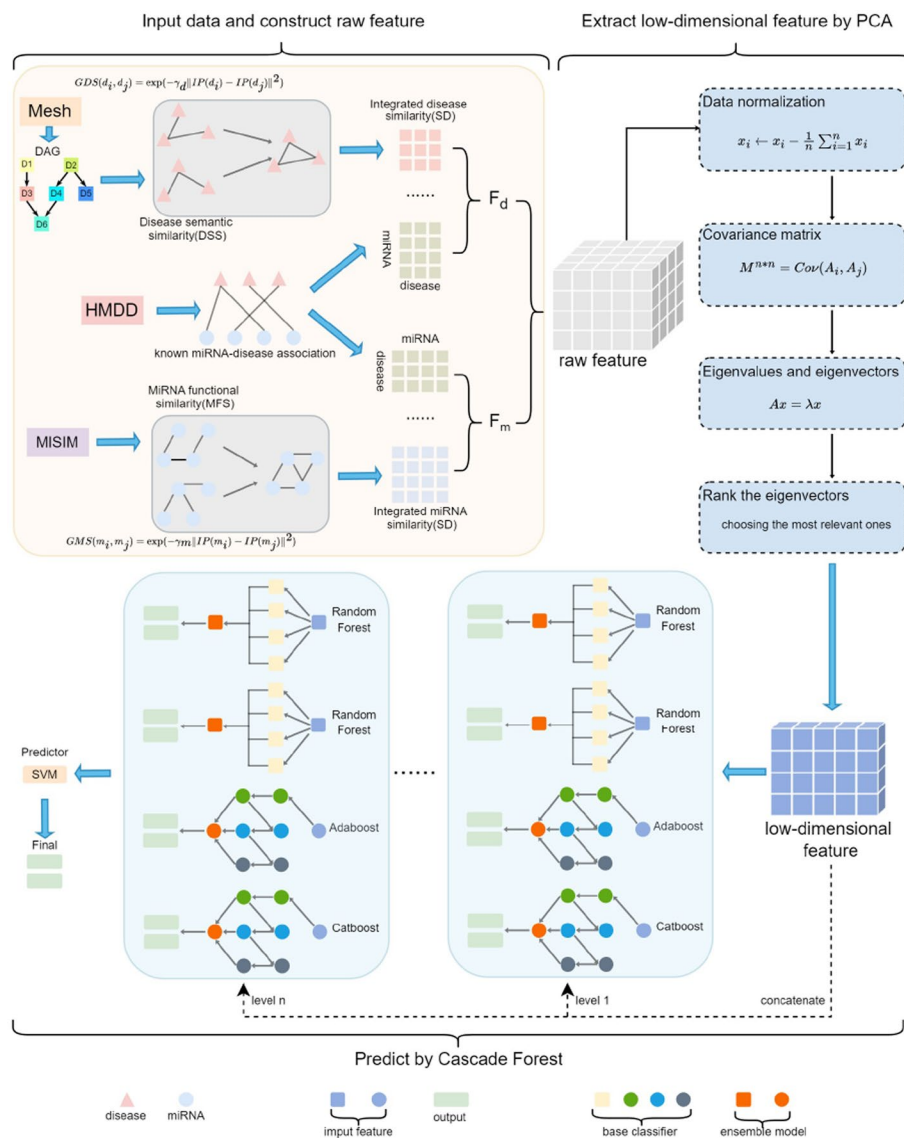 Input data and construct raw feature
Extract low-dimensional feature by PCA
GDS(d_i, d_j) = exp(-γ_d||IP(d_i) - IP(d_j)||²)
Mesh
DAG
D1
D2
D3
D4
D5
D6
Disease semantic
similarity(DSS)
Integrated disease
similarity(SD)
......
miRNA
disease
F_d
HMDD
known miRNA-disease association
miRNA
disease
......
F_m
MiRNA functional
similarity(MFS)
MISIM
Integrated miRNA
similarity(SD)
GMS(m_i, m_j) = exp(-γm||IP(m_i) - IP(m_j)||²)
raw feature
Data normalization
x_i ← x_i - 1/n ∑_{i=1}^{n} x_i
Covariance matrix
M^{n*n} = Cov(A_i, A_j)
Eigenvalues and eigenvectors
Ax = λx
Rank the eigenvectors
choosing the most relevant ones
Random
Forest
Random
Forest
Adaboost
Catboost
level n
......
Random
Forest
Random
Forest
Adaboost
Catboost
level 1
low-dimensional
feature
concatenate
Predictor
SVM
Final
Predict by Cascade Forest
disease
miRNA
imput feature
output
base classifier
ensemble model